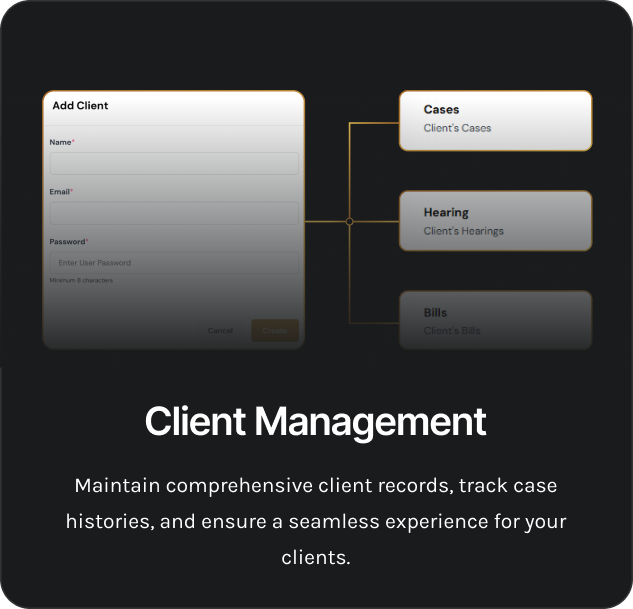 Add Client
Name*
Email*
Password*
Enter User Password
Minimum 8 characters
Cancel
Create
Cases
Client's Cases
Hearing
Client's Hearings
Bills
Client's Bills
Client Management
Maintain comprehensive client records, track case
histories, and ensure a seamless experience for your
clients.